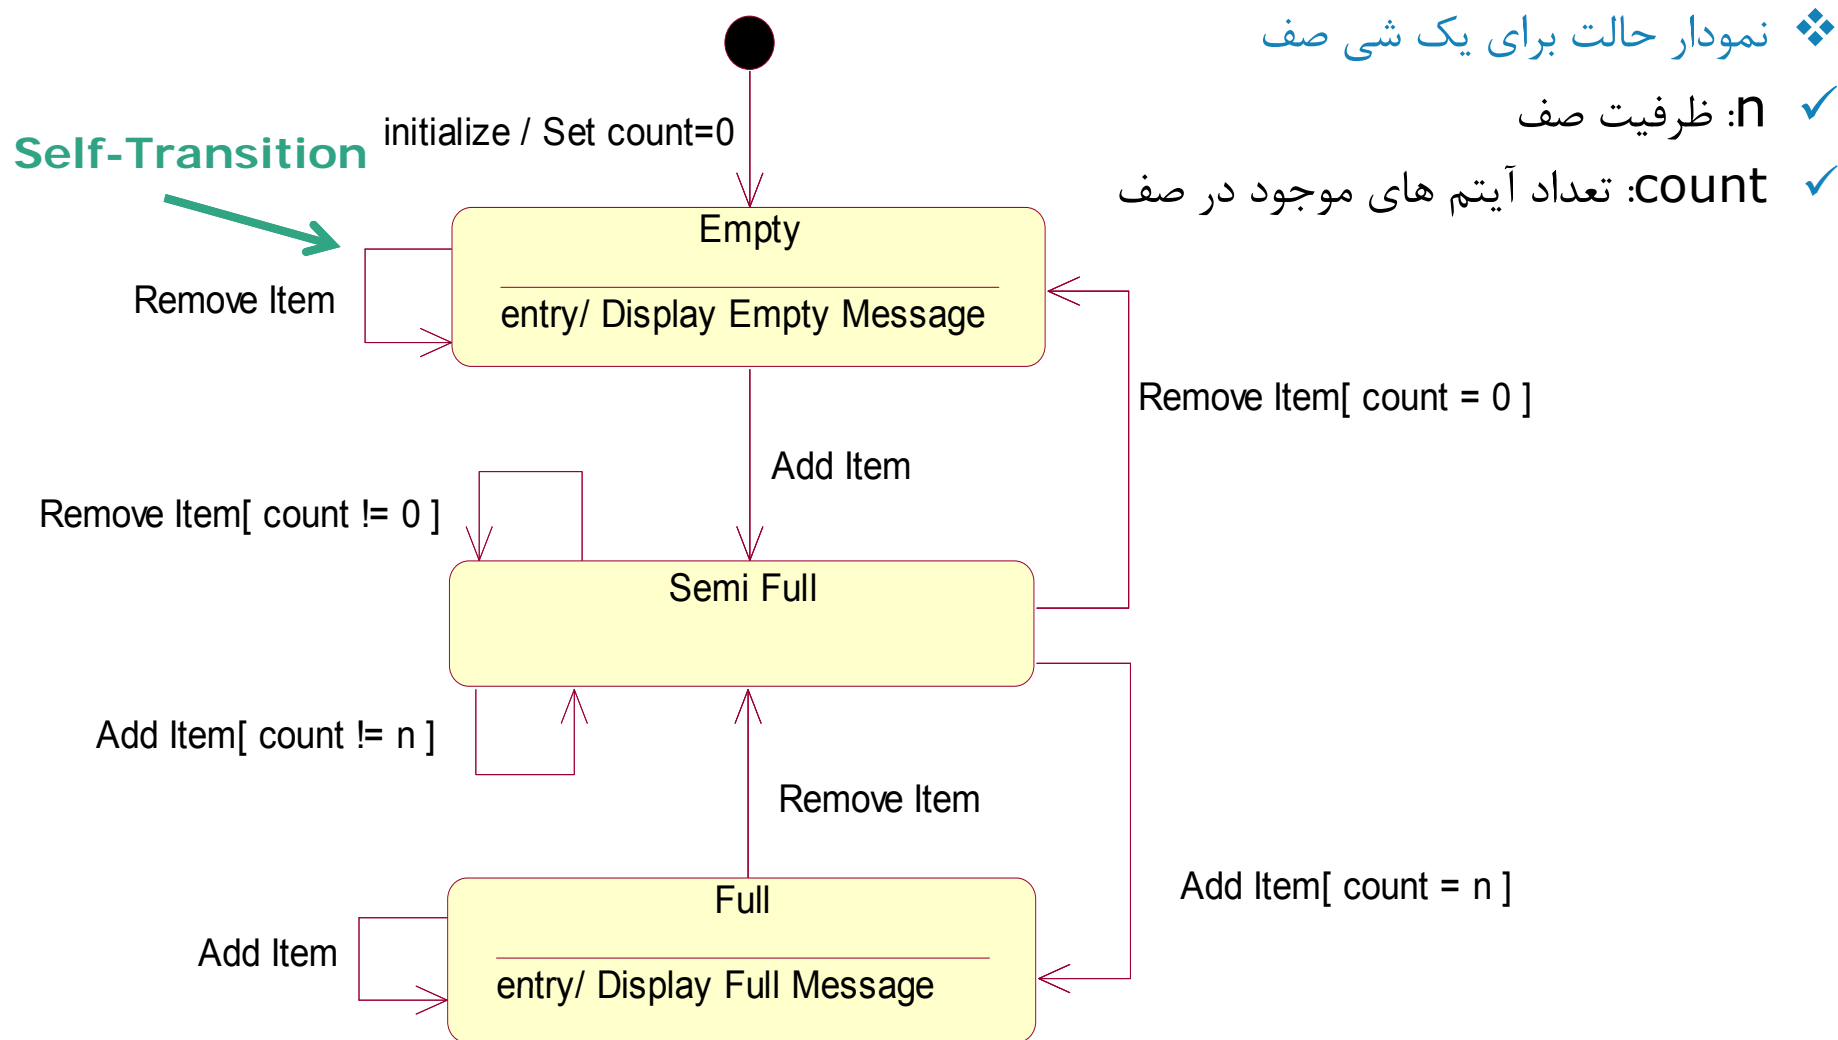 نمودار حالت برای یک شی صف
n: ظرفیت صف
count: تعداد آیتم های موجود در صف
initialize / Set count=0
Self-Transition
Empty
entry/ Display Empty Message
Remove Item
Remove Item[ count = 0 ]
Add Item
Remove Item[ count != 0 ]
Semi Full
Add Item[ count != n ]
Remove Item
Add Item[ count = n ]
Full
entry/ Display Full Message
Add Item